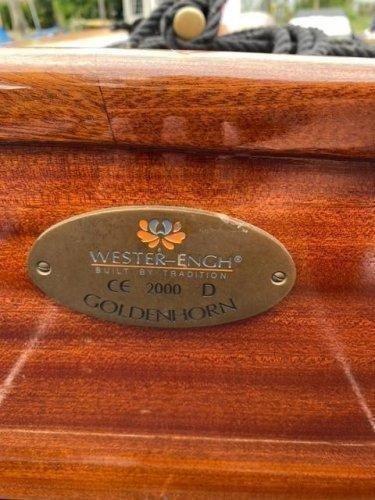 WESTER-ENGH®
BUILT BY TRADITION
CE 2000 D
GOLDENHORN